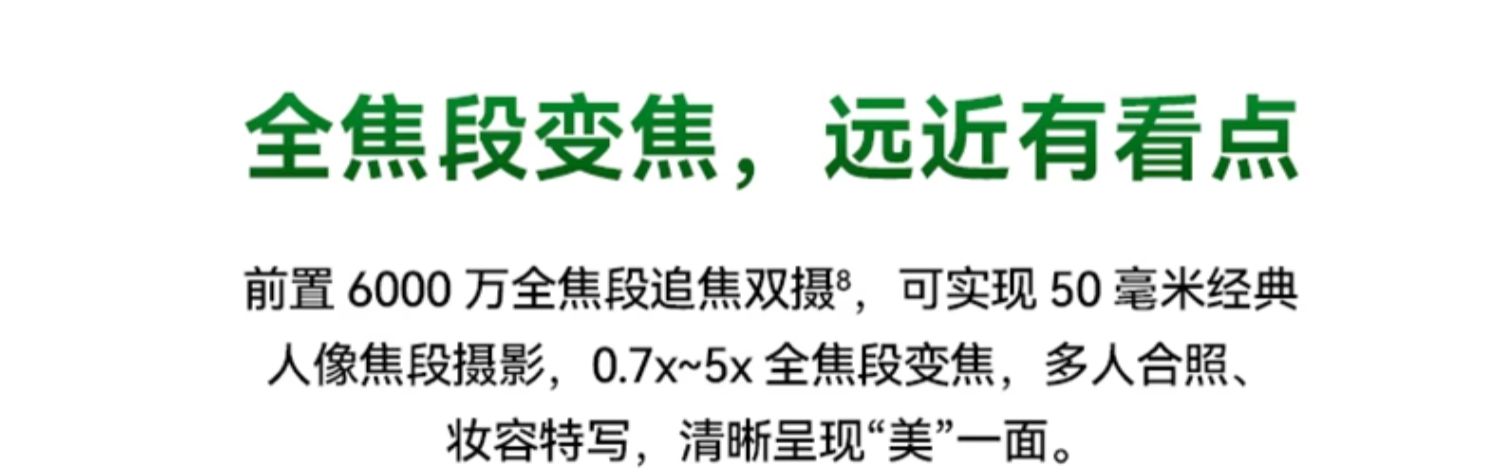 全焦段变焦，远近有看点
前置 6000 万全焦段追焦双摄⁸，可实现 50 毫米经典
人像焦段摄影，0.7x~5x 全焦段变焦，多人合照、
妆容特写，清晰呈现“美”一面。